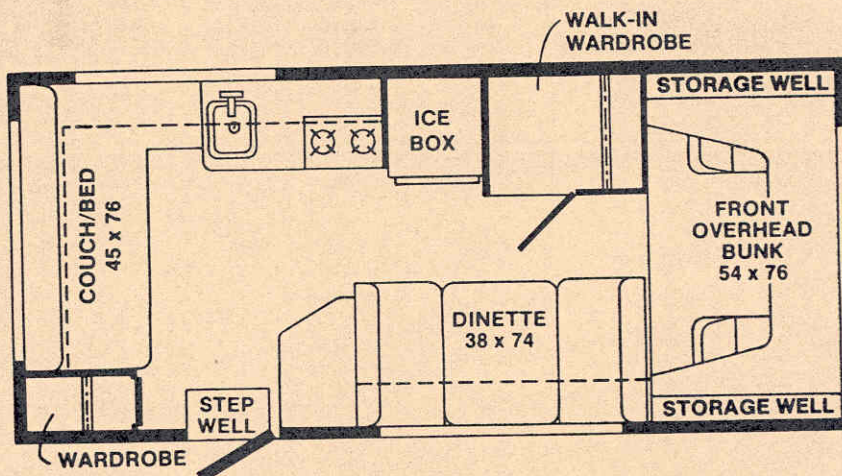 WALK-IN
WARDROBE
STORAGE WELL
ICE
BOX
COUCH/BED
45 x 76
FRONT
OVERHEAD
BUNK
54 x 76
DINETTE
38 x 74
STEP
WELL
STORAGE WELL
WARDROBE